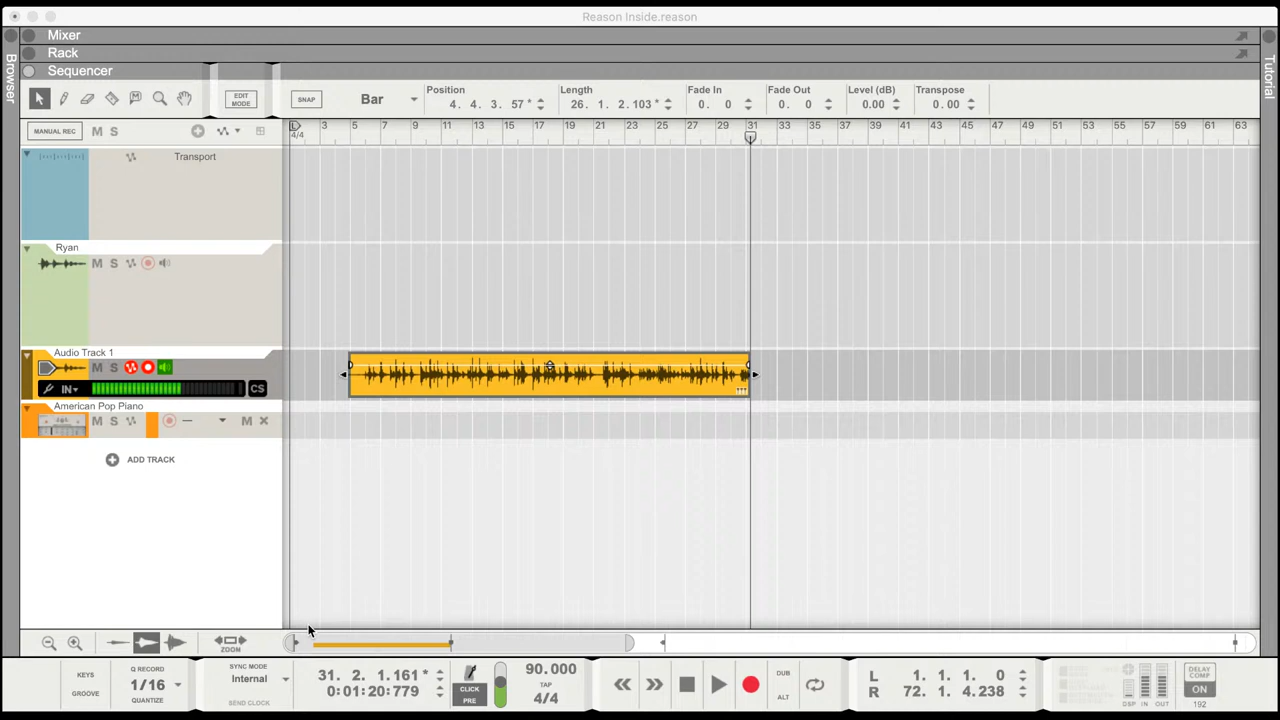 Reason Inside.reason
Mixer
Rack
Sequencer
Browser
Tutorial
EDIT MODE
SNAP
Bar
Position
4. 4. 3. 57*
Length
26. 1. 2. 103*
Fade In
0. 0
Fade Out
0. 0
Level (dB)
0.00
Transpose
0. 00
MANUAL REC
M S
4/4
3 5 7 9 11 13 15 17 19 21 23 25 27 29 31 33 35 37 39 41 43 45 47 49 51 53 55 57 59 61 63
Transport
Ryan
M S
Audio Track 1
M S
IN
CS
American Pop Piano
M S
M
ADD TRACK
ZOOM
KEYS
GROOVE
Q RECORD
1/16
QUANTIZE
SYNC MODE
Internal
SEND CLOCK
31. 2. 1.161*
0:01:20:779
CLICK
PRE
90.000
TAP
4/4
DUB
ALT
L 1. 1. 1. 0
R 72. 1. 4.238
DSP IN OUT
DELAY COMP
ON
192